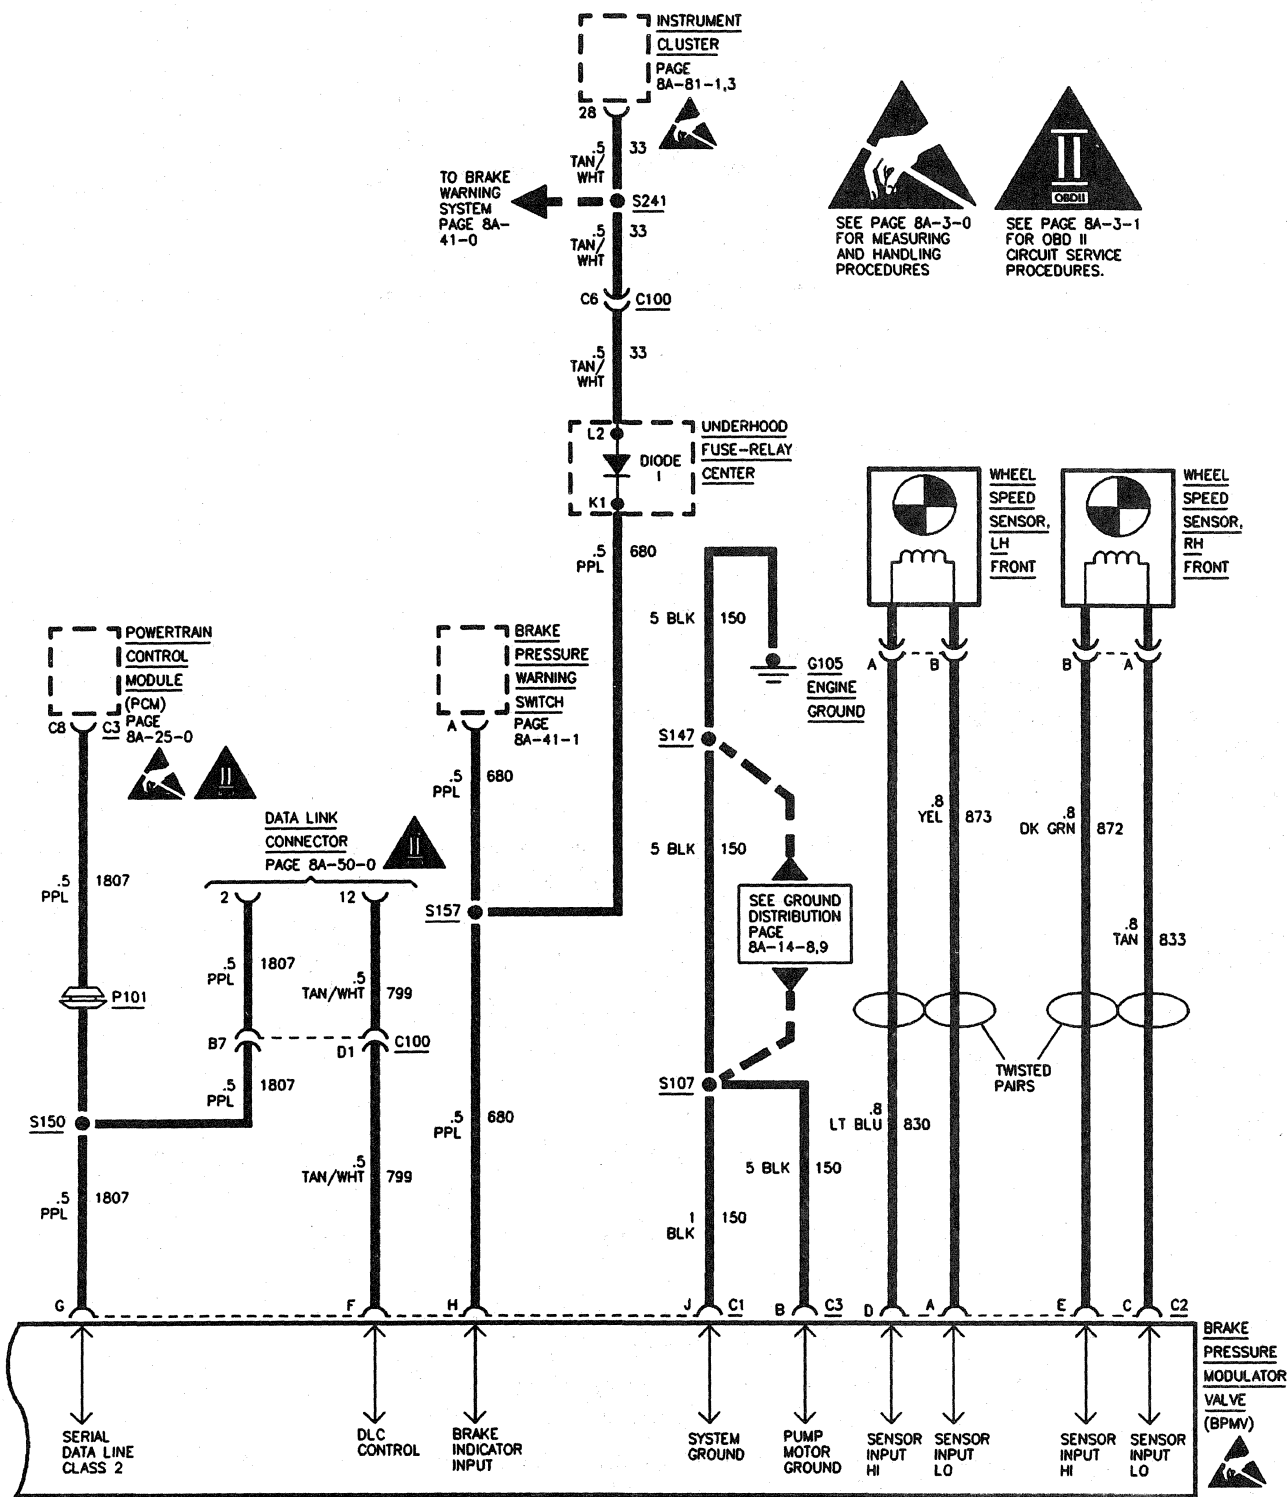 INSTRUMENT
CLUSTER
PAGE
8A-81-1,3
28
.5
TAN/
WHT
33
TO BRAKE
WARNING
SYSTEM
PAGE 8A-
41-0
S241
.5
TAN/
WHT
33
C6
C100
.5
TAN/
WHT
33
OBDII
SEE PAGE 8A-3-0
FOR MEASURING
AND HANDLING
PROCEDURES
SEE PAGE 8A-3-1
FOR OBD II
CIRCUIT SERVICE
PROCEDURES.
L2
DIODE
1
K1
UNDERHOOD
FUSE-RELAY
CENTER
.5
PPL
680
WHEEL
SPEED
SENSOR,
LH
FRONT
WHEEL
SPEED
SENSOR,
RH
FRONT
POWERTRAIN
CONTROL
MODULE
(PCM)
PAGE
8A-25-0
C8
C3
BRAKE
PRESSURE
WARNING
SWITCH
PAGE
8A-41-1
A
5 BLK
150
G105
ENGINE
GROUND
A
B
B
A
S147
.5
PPL
680
DATA LINK
CONNECTOR
PAGE 8A-50-0
2
12
.5
PPL
1807
5 BLK
150
.8
YEL
873
.8
DK GRN
872
S157
SEE GROUND
DISTRIBUTION
PAGE
8A-14-8,9
.8
TAN
833
.5
PPL
1807
.5
TAN/WHT
799
P101
B7
D1
C100
TWISTED
PAIRS
S107
.5
PPL
1807
S150
.5
PPL
680
.8
LT BLU
830
.5
TAN/WHT
799
5 BLK
150
.5
PPL
1807
1
BLK
150
G
F
H
J
C1
B
C3
D
A
E
C
C2
BRAKE
PRESSURE
MODULATOR
VALVE
(BPMV)
SERIAL
DATA LINE
CLASS 2
DLC
CONTROL
BRAKE
INDICATOR
INPUT
SYSTEM
GROUND
PUMP
MOTOR
GROUND
SENSOR
INPUT
HI
SENSOR
INPUT
LO
SENSOR
INPUT
HI
SENSOR
INPUT
LO